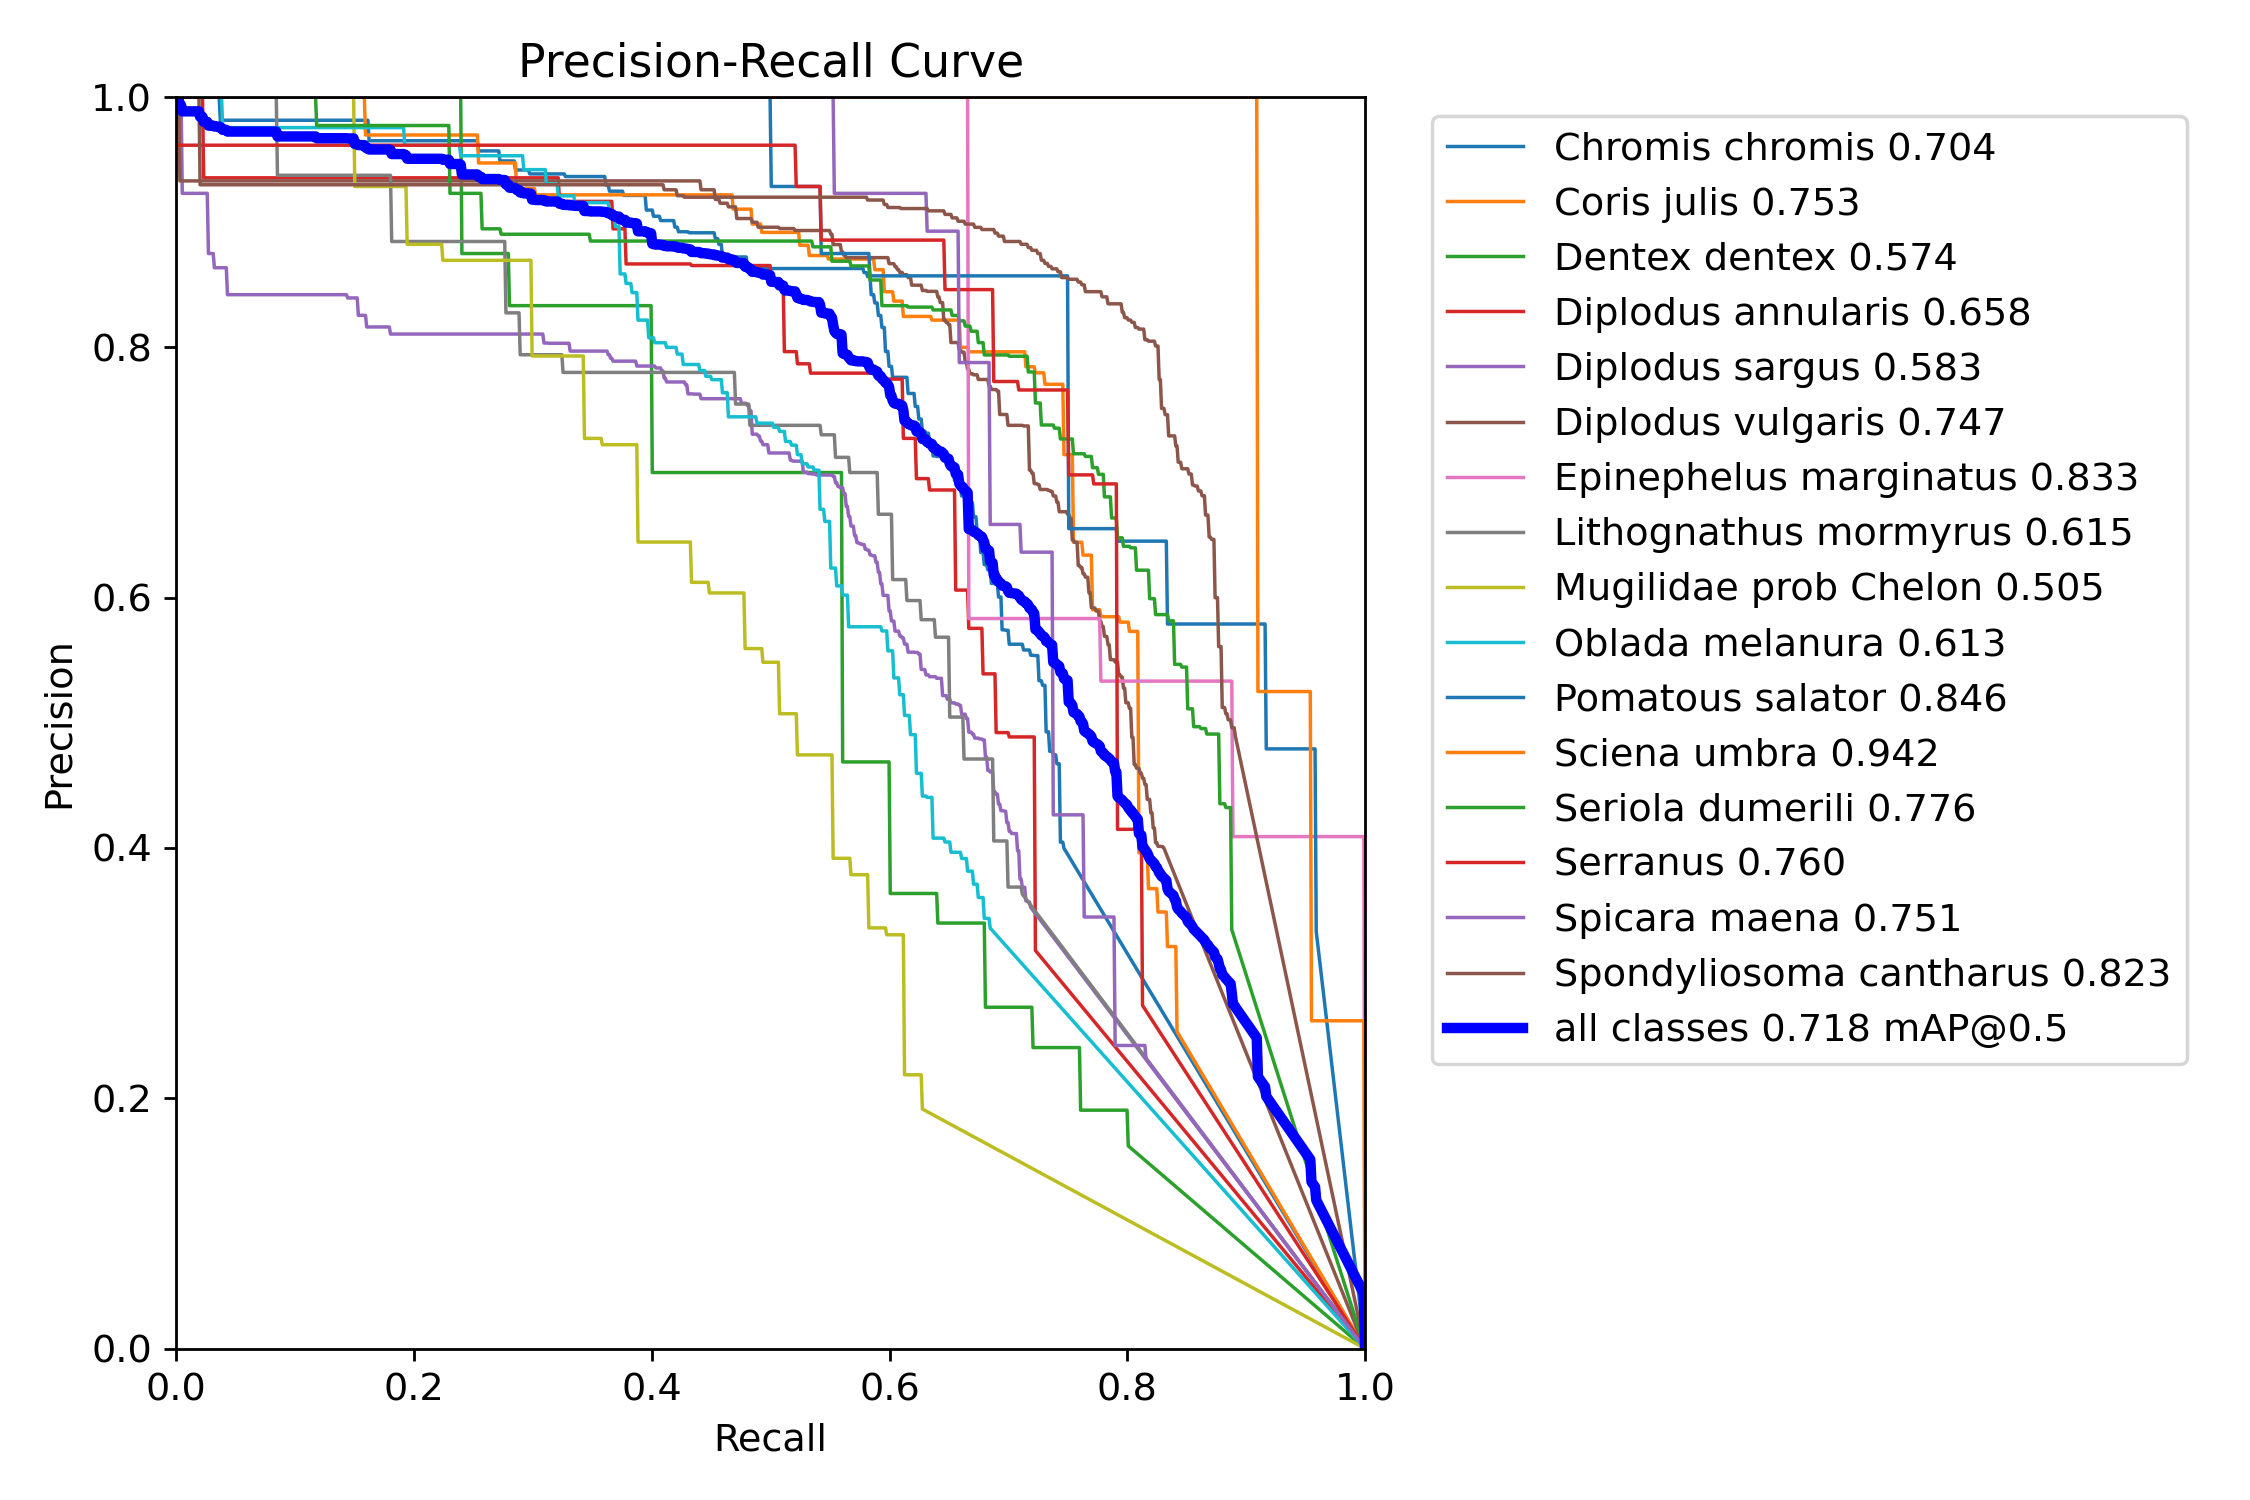 Precision-Recall Curve
1.0
0.8
0.6
0.4
0.2
0.0
Precision
0.0 0.2 0.4 0.6 0.8 1.0
Recall
Chromis chromis 0.704
Coris julis 0.753
Dentex dentex 0.574
Diplodus annularis 0.658
Diplodus sargus 0.583
Diplodus vulgaris 0.747
Epinephelus marginatus 0.833
Lithognathus mormyrus 0.615
Mugilidae prob Chelon 0.505
Oblada melanura 0.613
Pomatous salator 0.846
Sciena umbra 0.942
Seriola dumerili 0.776
Serranus 0.760
Spicara maena 0.751
Spondyliosoma cantharus 0.823
all classes 0.718 mAP@0.5